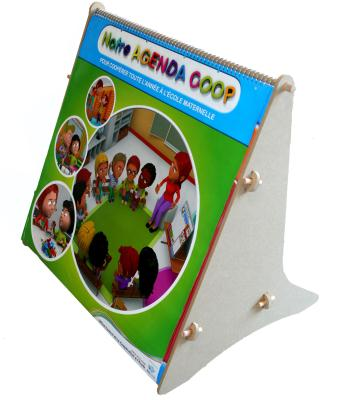 Notre AGENDA COOP
POUR COOPÉRER TOUTE L'ANNÉE À L'ÉCOLE MATERNELLE